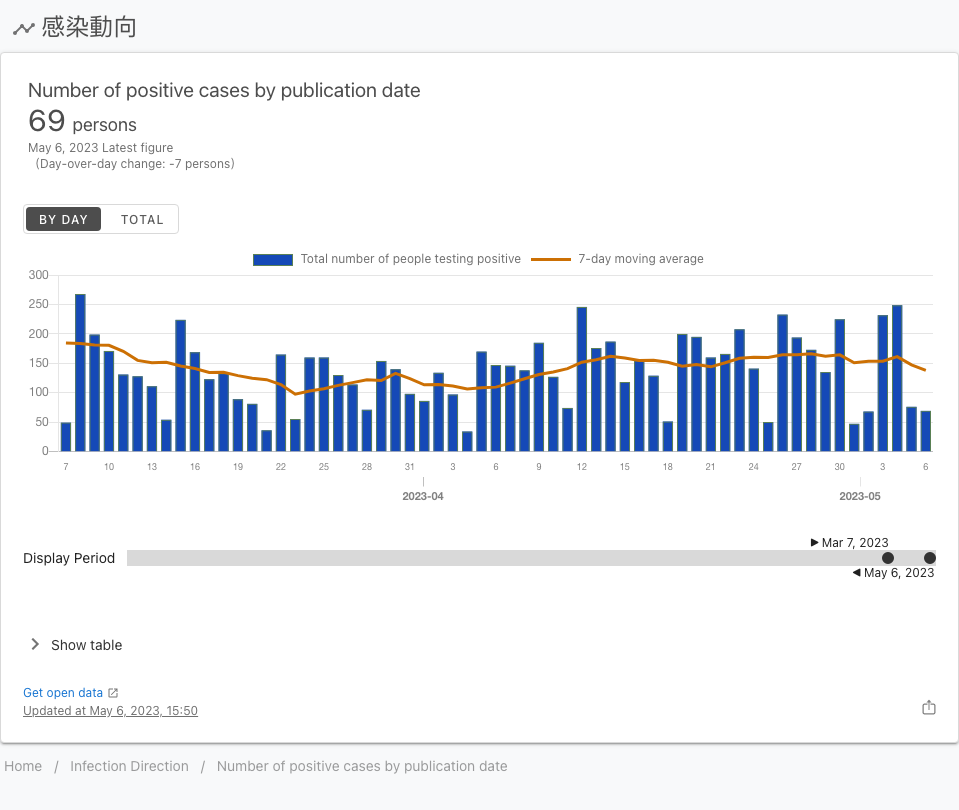 感染動向
Number of positive cases by publication date
69 persons
May 6, 2023 Latest figure
(Day-over-day change: -7 persons)
BY DAY TOTAL
Total number of people testing positive 7-day moving average
300
250
200
150
100
50
0
7 10 13 16 19 22 25 28 31 3 6 9 12 15 18 21 24 27 30 3 6
2023-04 2023-05
Mar 7, 2023
Display Period
May 6, 2023
Show table
Get open data
Updated at May 6, 2023, 15:50
Home / Infection Direction / Number of positive cases by publication date